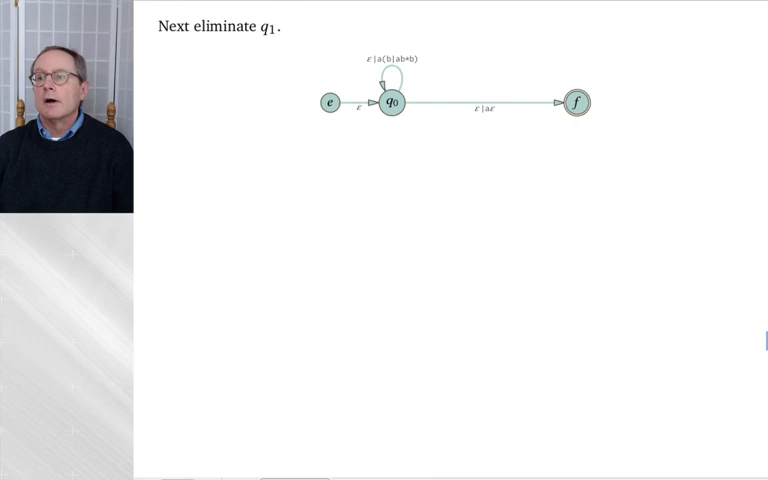 Next eliminate q₁.
ε|a(b|ab*b)
e
ε
q₀
ε|aε
f